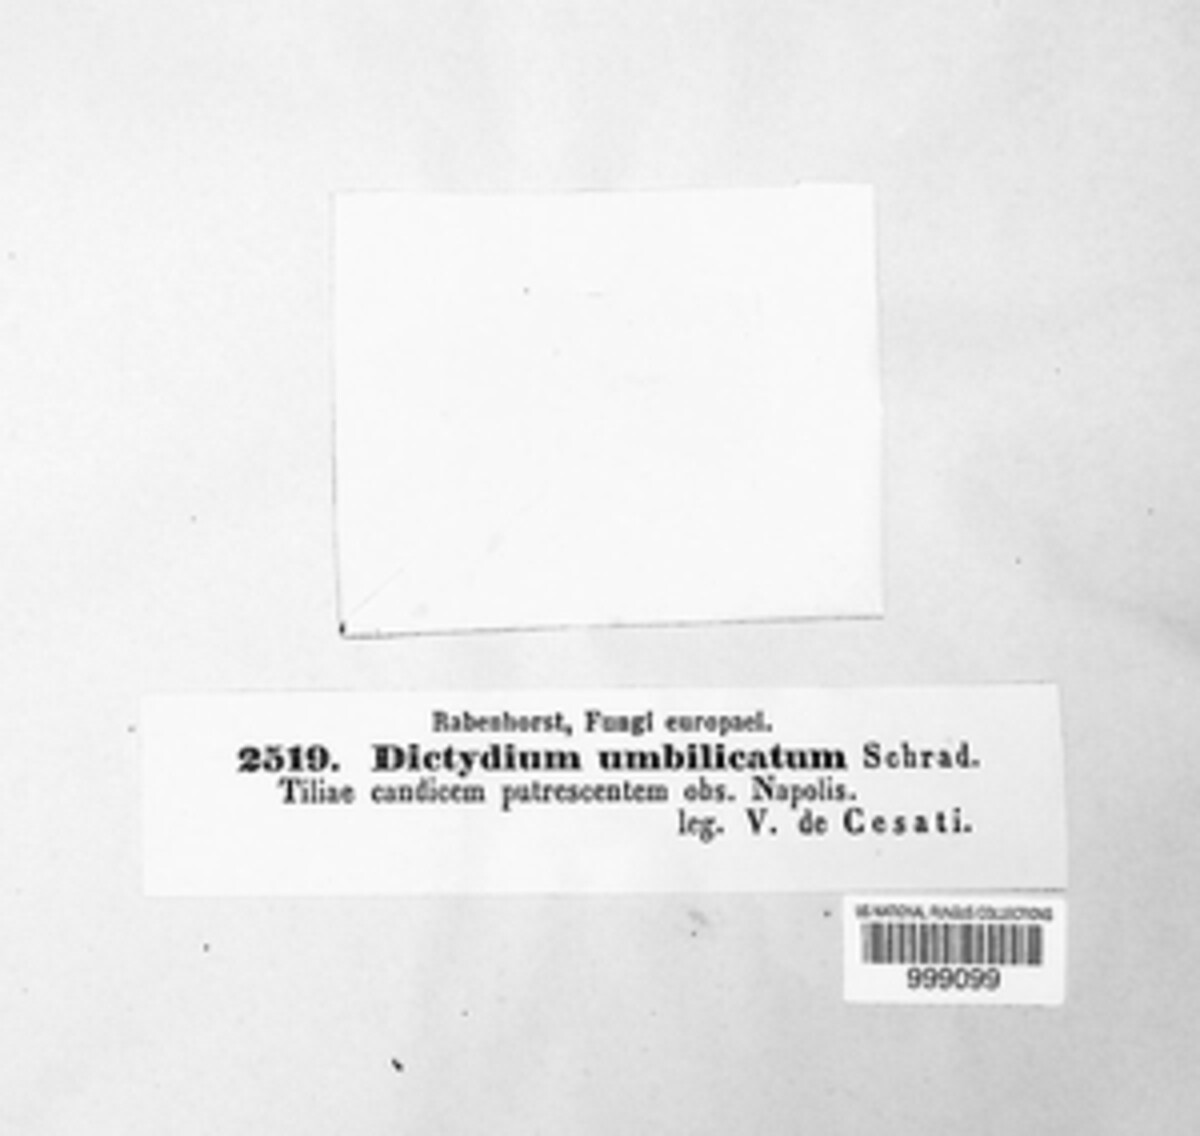 Rabenhorst, Fungi europaei.
2519. Dictydium umbilicatum Schrad.
Tiliae candicem putrescentem obs. Napolis.
leg. V. de Cesati.
US NATIONAL FUNGUS COLLECTIONS
999099